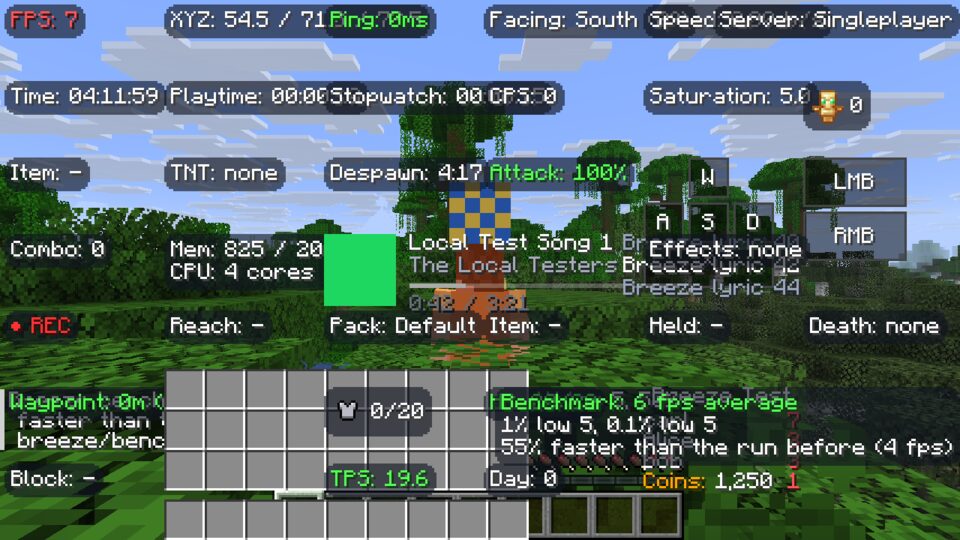 FPS: 7
XYZ: 54.5 / 71
Ping: 0ms
Facing: South
Speed
Server: Singleplayer
Time: 04:11:59
Playtime: 00:00
Stopwatch: 00
CPS:
0
Saturation: 5.0
0
Item: -
TNT: none
Despawn: 4:17
Attack: 100%
W
LMB
A S D
RMB
Combo: 0
Mem: 825 / 20
CPU: 4 cores
Local Test Song 1
The Local Testers
0:42 / 3:21
Effects: none
Breeze lyric 42
Breeze lyric 44
● REC
Reach: -
Pack: Default
Item: -
Held: -
Death: none
Waypoint: 0m
faster than
breeze/benc
0/20
Benchmark: 6 fps average
1% low 5, 0.1% low 5
55% faster than the run before (4 fps)
Breeze Test
Block: -
TPS: 19.6
Day: 0
Coins: 1,250
1